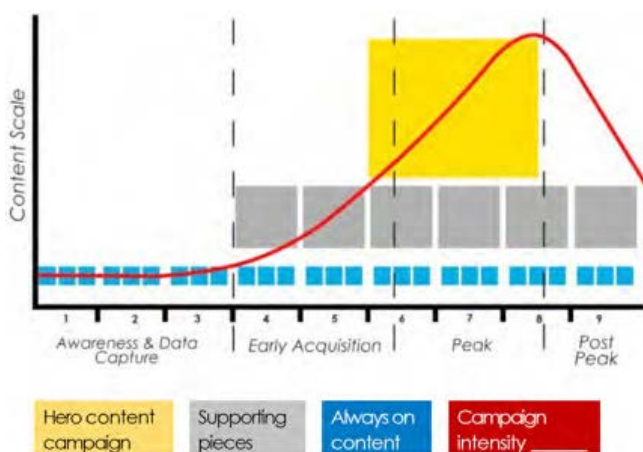 Content Scale
1 2 3 4 5 6 7 8 9
Awareness & Data
Capture
Early Acquisition
Peak
Post
Peak
Hero content
campaign
Supporting
pieces
Always on
content
Campaign
intensity